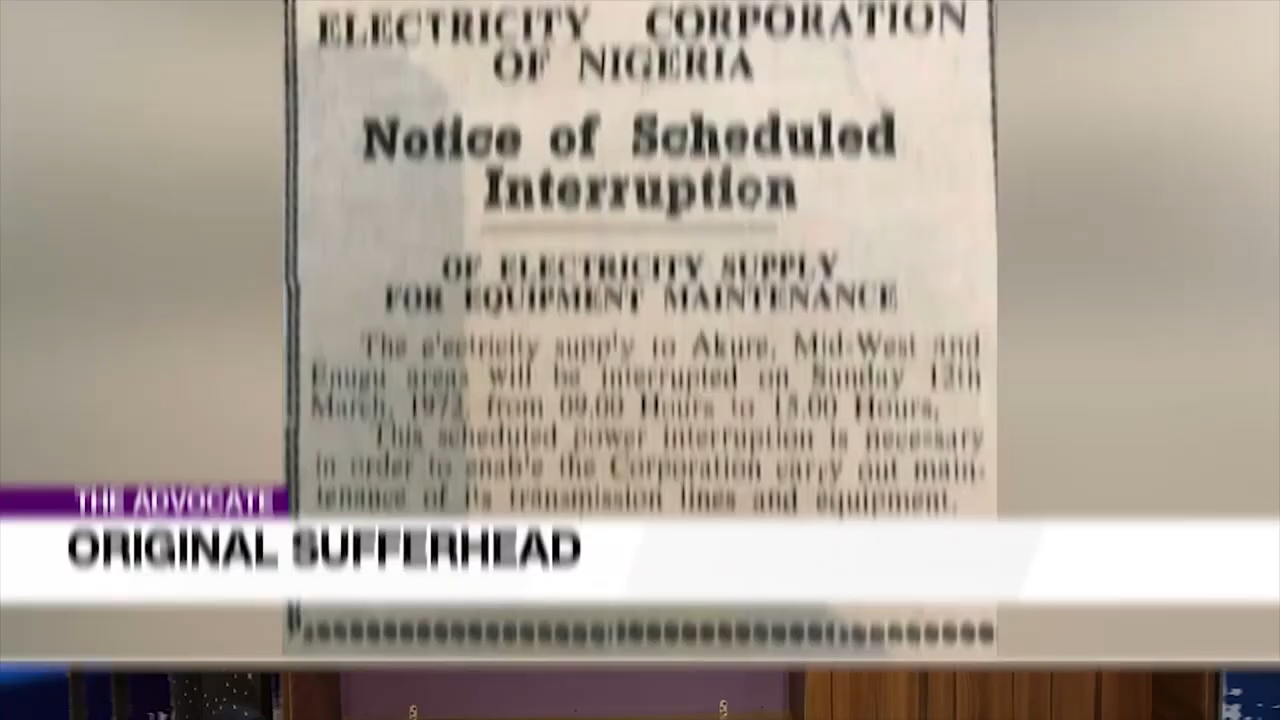 ELECTRICITY CORPORATION
OF NIGERIA
Notice of Scheduled
Interruption
OF ELECTRICITY SUPPLY
FOR EQUIPMENT MAINTENANCE
The electricity supply to Akure, Mid-West and
Enugu areas will be interrupted on Sunday 12th
March, 1972, from 09.00 Hours to 15.00 Hours.
This scheduled power interruption is necessary
in order to enable the Corporation carry out main-
tenance of its transmission lines and equipment.
THE ADVOCATE
ORIGINAL SUFFERHEAD